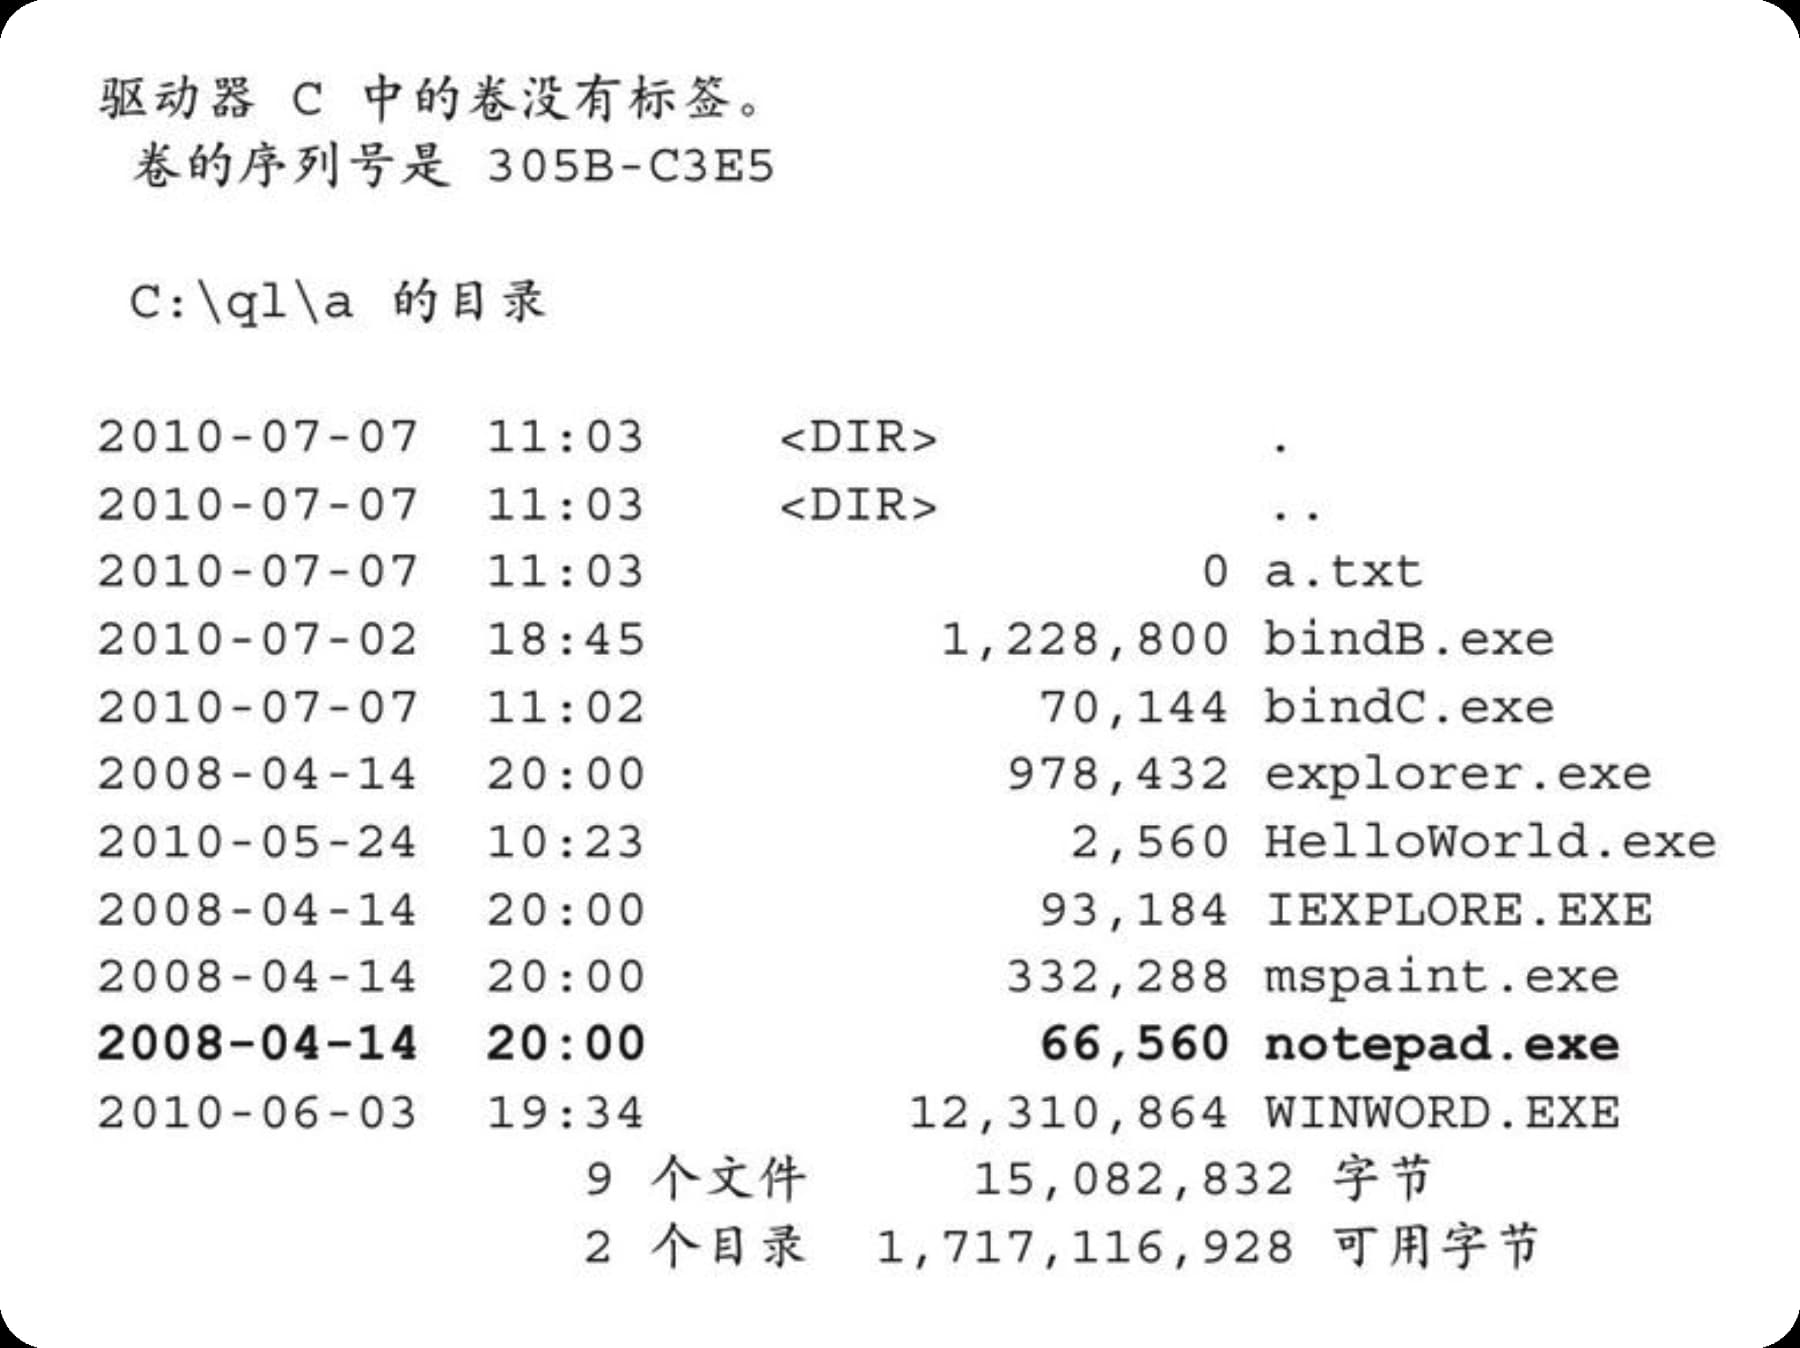 驱动器 C 中的卷没有标签。
卷的序列号是 305B-C3E5
C:\ql\a 的目录
2010-07-07 11:03 <DIR> .
2010-07-07 11:03 <DIR> ..
2010-07-07 11:03 0 a.txt
2010-07-02 18:45 1,228,800 bindB.exe
2010-07-07 11:02 70,144 bindC.exe
2008-04-14 20:00 978,432 explorer.exe
2010-05-24 10:23 2,560 HelloWorld.exe
2008-04-14 20:00 93,184 IEXPLORE.EXE
2008-04-14 20:00 332,288 mspaint.exe
2008-04-14 20:00 66,560 notepad.exe
2010-06-03 19:34 12,310,864 WINWORD.EXE
9 个文件 15,082,832 字节
2 个目录 1,717,116,928 可用字节